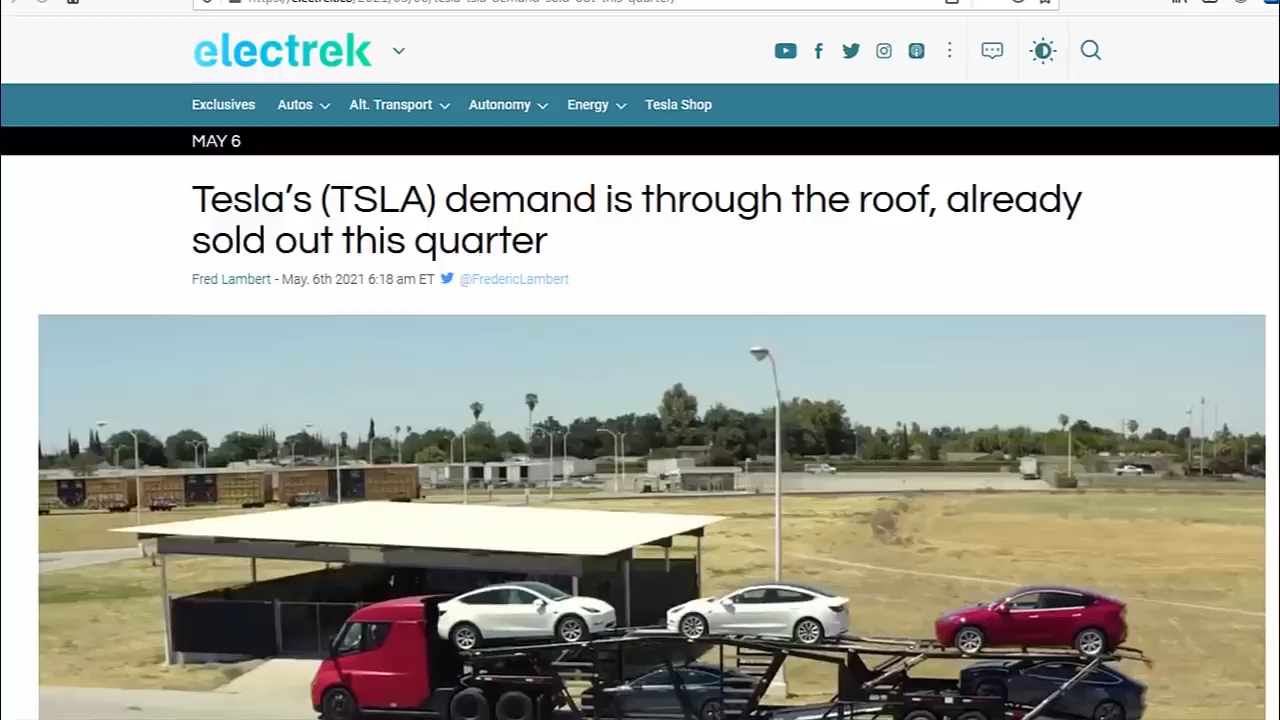 electrek
Exclusives Autos Alt. Transport Autonomy Energy Tesla Shop
MAY 6
Tesla's (TSLA) demand is through the roof, already
sold out this quarter
Fred Lambert - May. 6th 2021 6:18 am ET @FredericLambert